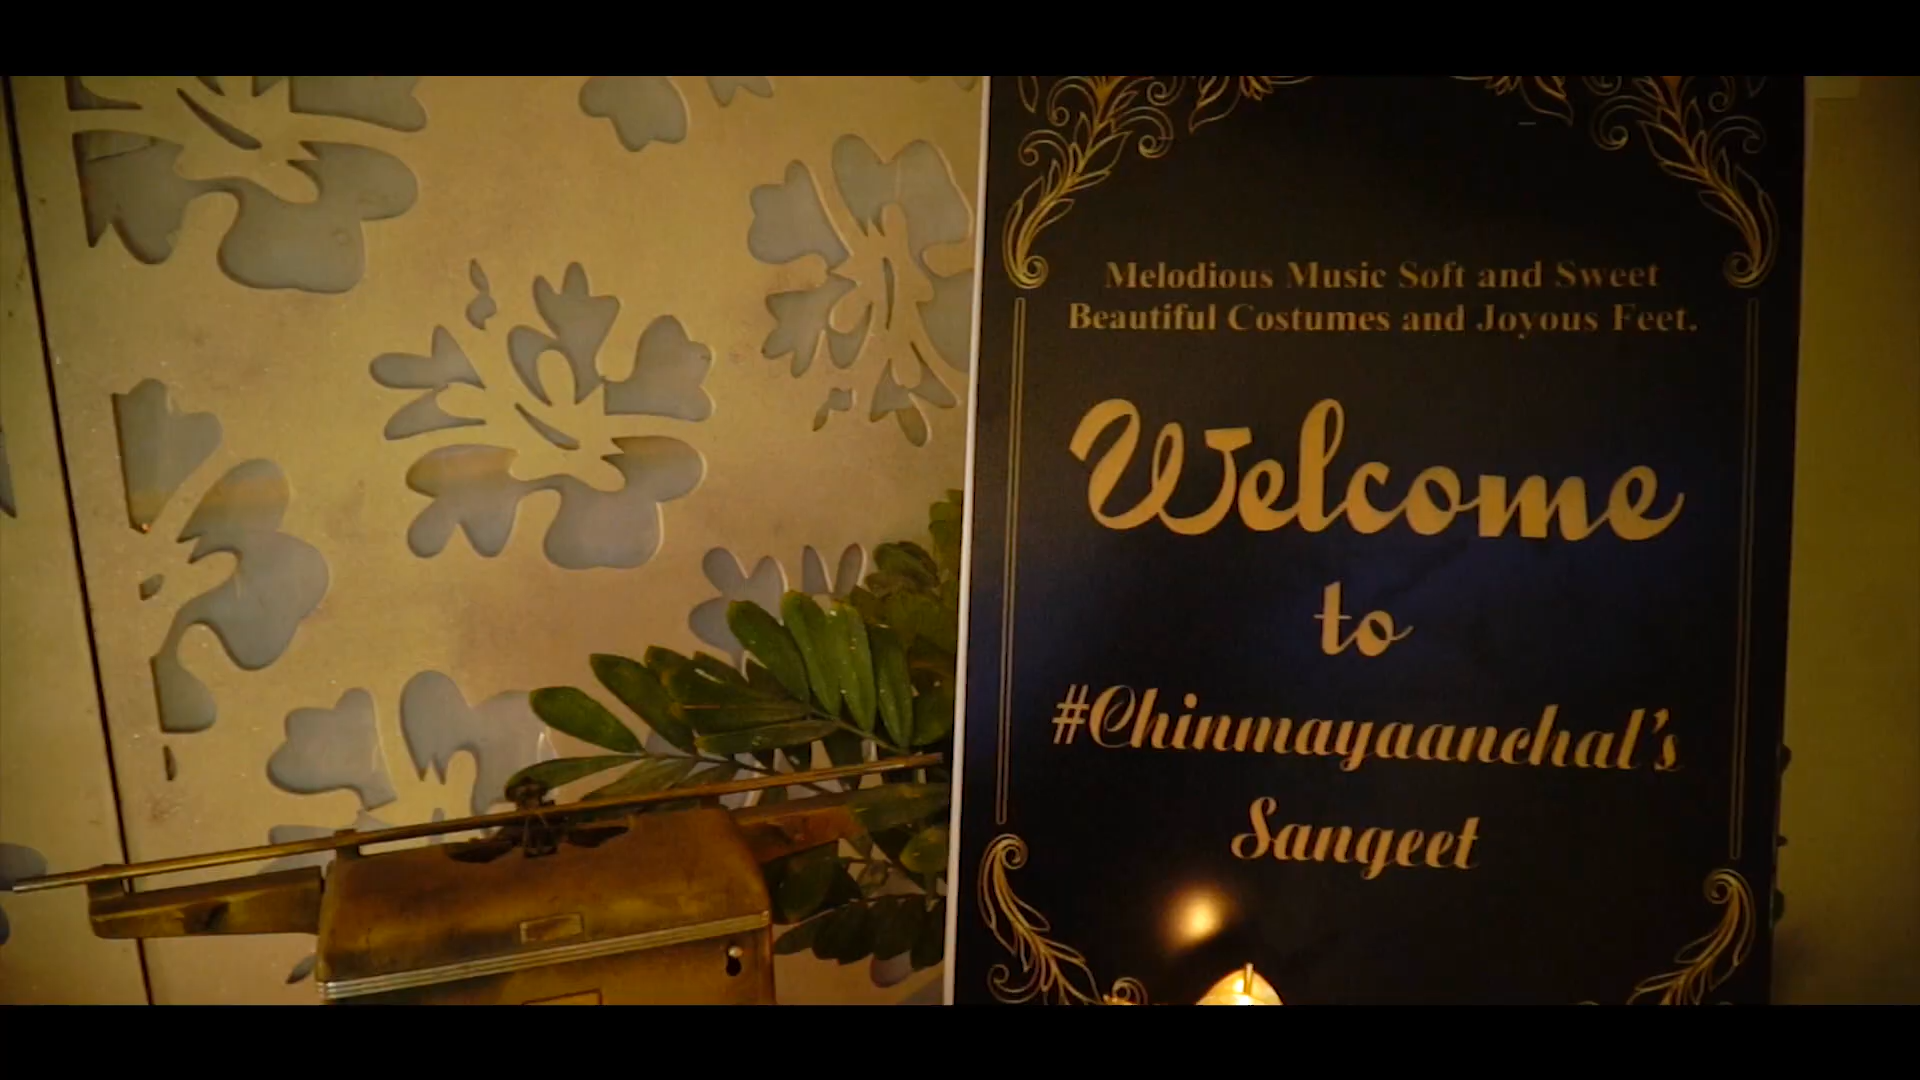 Melodious Music Soft and Sweet
Beautiful Costumes and Joyous Feet.
Welcome
to
#Chinmayaanchal's
Sangeet